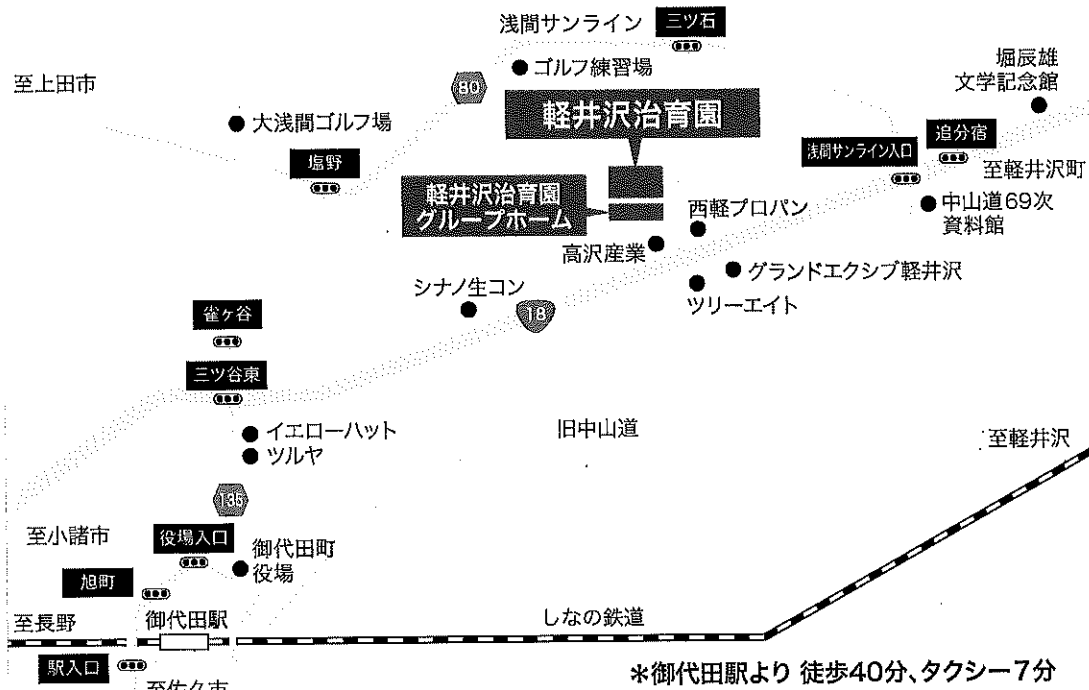 浅間サンライン
三ツ石
至上田市
80
ゴルフ練習場
堀辰雄
文学記念館
大浅間ゴルフ場
軽井沢治育園
塩野
浅間サンライン入口
追分宿
至軽井沢町
軽井沢治育園
グループホーム
西軽プロパン
中山道69次
資料館
高沢産業
グランドエクシブ軽井沢
ツリーエイト
シナノ生コン
18
雀ヶ谷
三ツ谷東
イエローハット
ツルヤ
旧中山道
至軽井沢
135
至小諸市
役場入口
御代田町
役場
旭町
至長野
御代田駅
しなの鉄道
駅入口
至佐久市
*御代田駅より 徒歩40分、タクシー7分